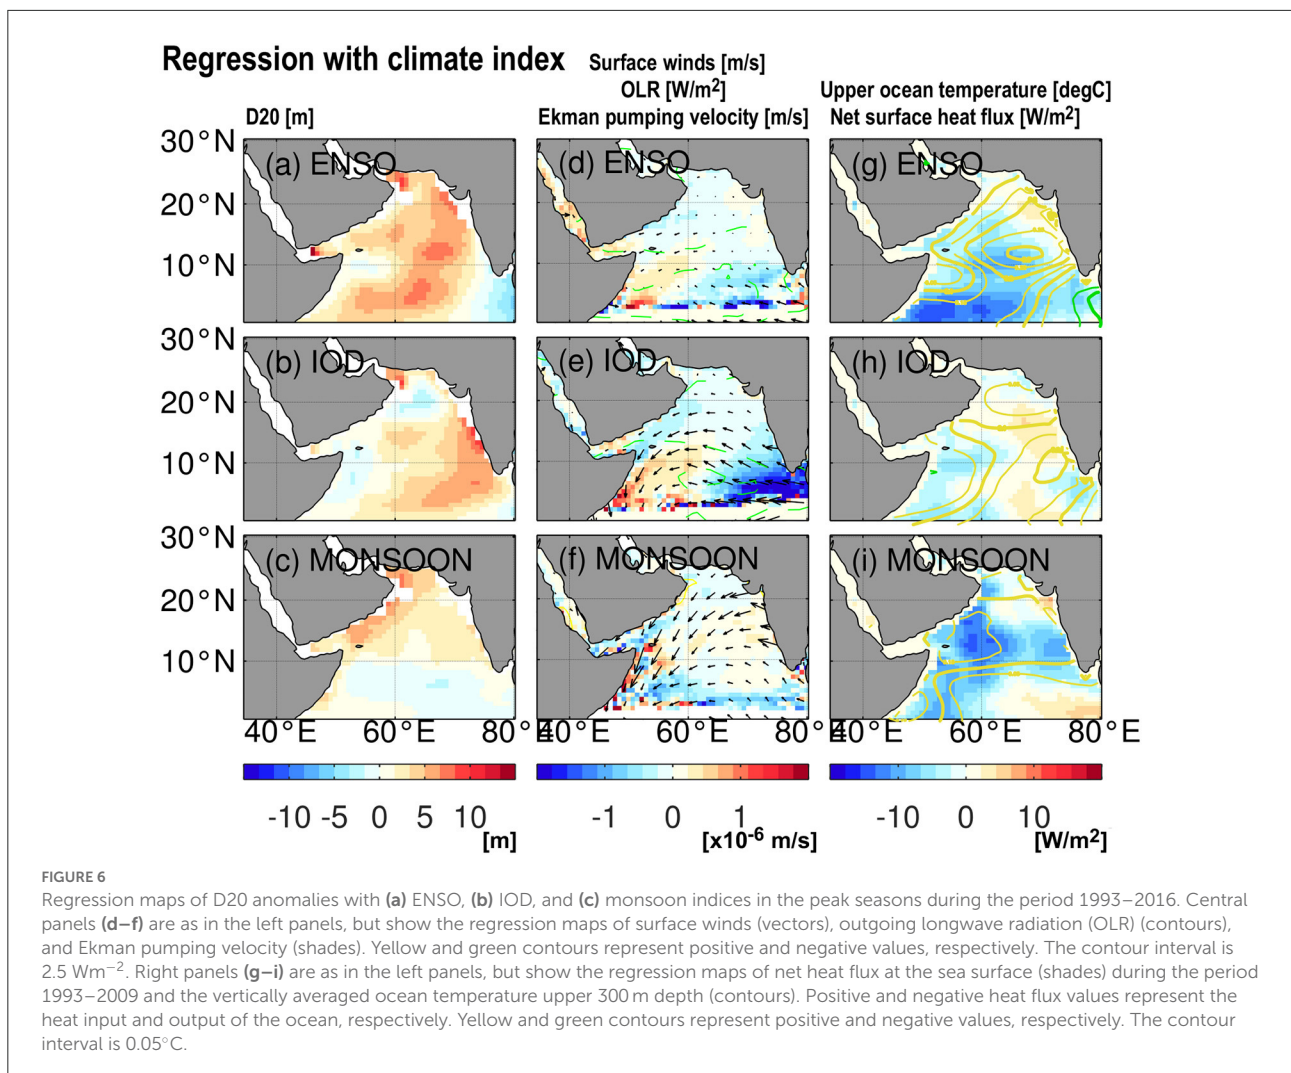 Regression with climate index
Surface winds [m/s]
OLR [W/m²]
Ekman pumping velocity [m/s]
Upper ocean temperature [degC]
Net surface heat flux [W/m²]
D20 [m]
30°N
20°N
10°N
(a) ENSO
(d) ENSO
(g) ENSO
30°N
20°N
10°N
(b) IOD
(e) IOD
(h) IOD
30°N
20°N
10°N
(c) MONSOON
(f) MONSOON
(i) MONSOON
40°E 60°E 80°E
40°E 60°E 80°E
40°E 60°E 80°E
-10 -5 0 5 10
[m]
-1 0 1
[x10⁻⁶ m/s]
-10 0 10
[W/m²]
FIGURE 6
Regression maps of D20 anomalies with (a) ENSO, (b) IOD, and (c) monsoon indices in the peak seasons during the period 1993–2016. Central
panels (d–f) are as in the left panels, but show the regression maps of surface winds (vectors), outgoing longwave radiation (OLR) (contours),
and Ekman pumping velocity (shades). Yellow and green contours represent positive and negative values, respectively. The contour interval is
2.5 Wm⁻². Right panels (g–i) are as in the left panels, but show the regression maps of net heat flux at the sea surface (shades) during the period
1993–2009 and the vertically averaged ocean temperature upper 300 m depth (contours). Positive and negative heat flux values represent the
heat input and output of the ocean, respectively. Yellow and green contours represent positive and negative values, respectively. The contour
interval is 0.05°C.